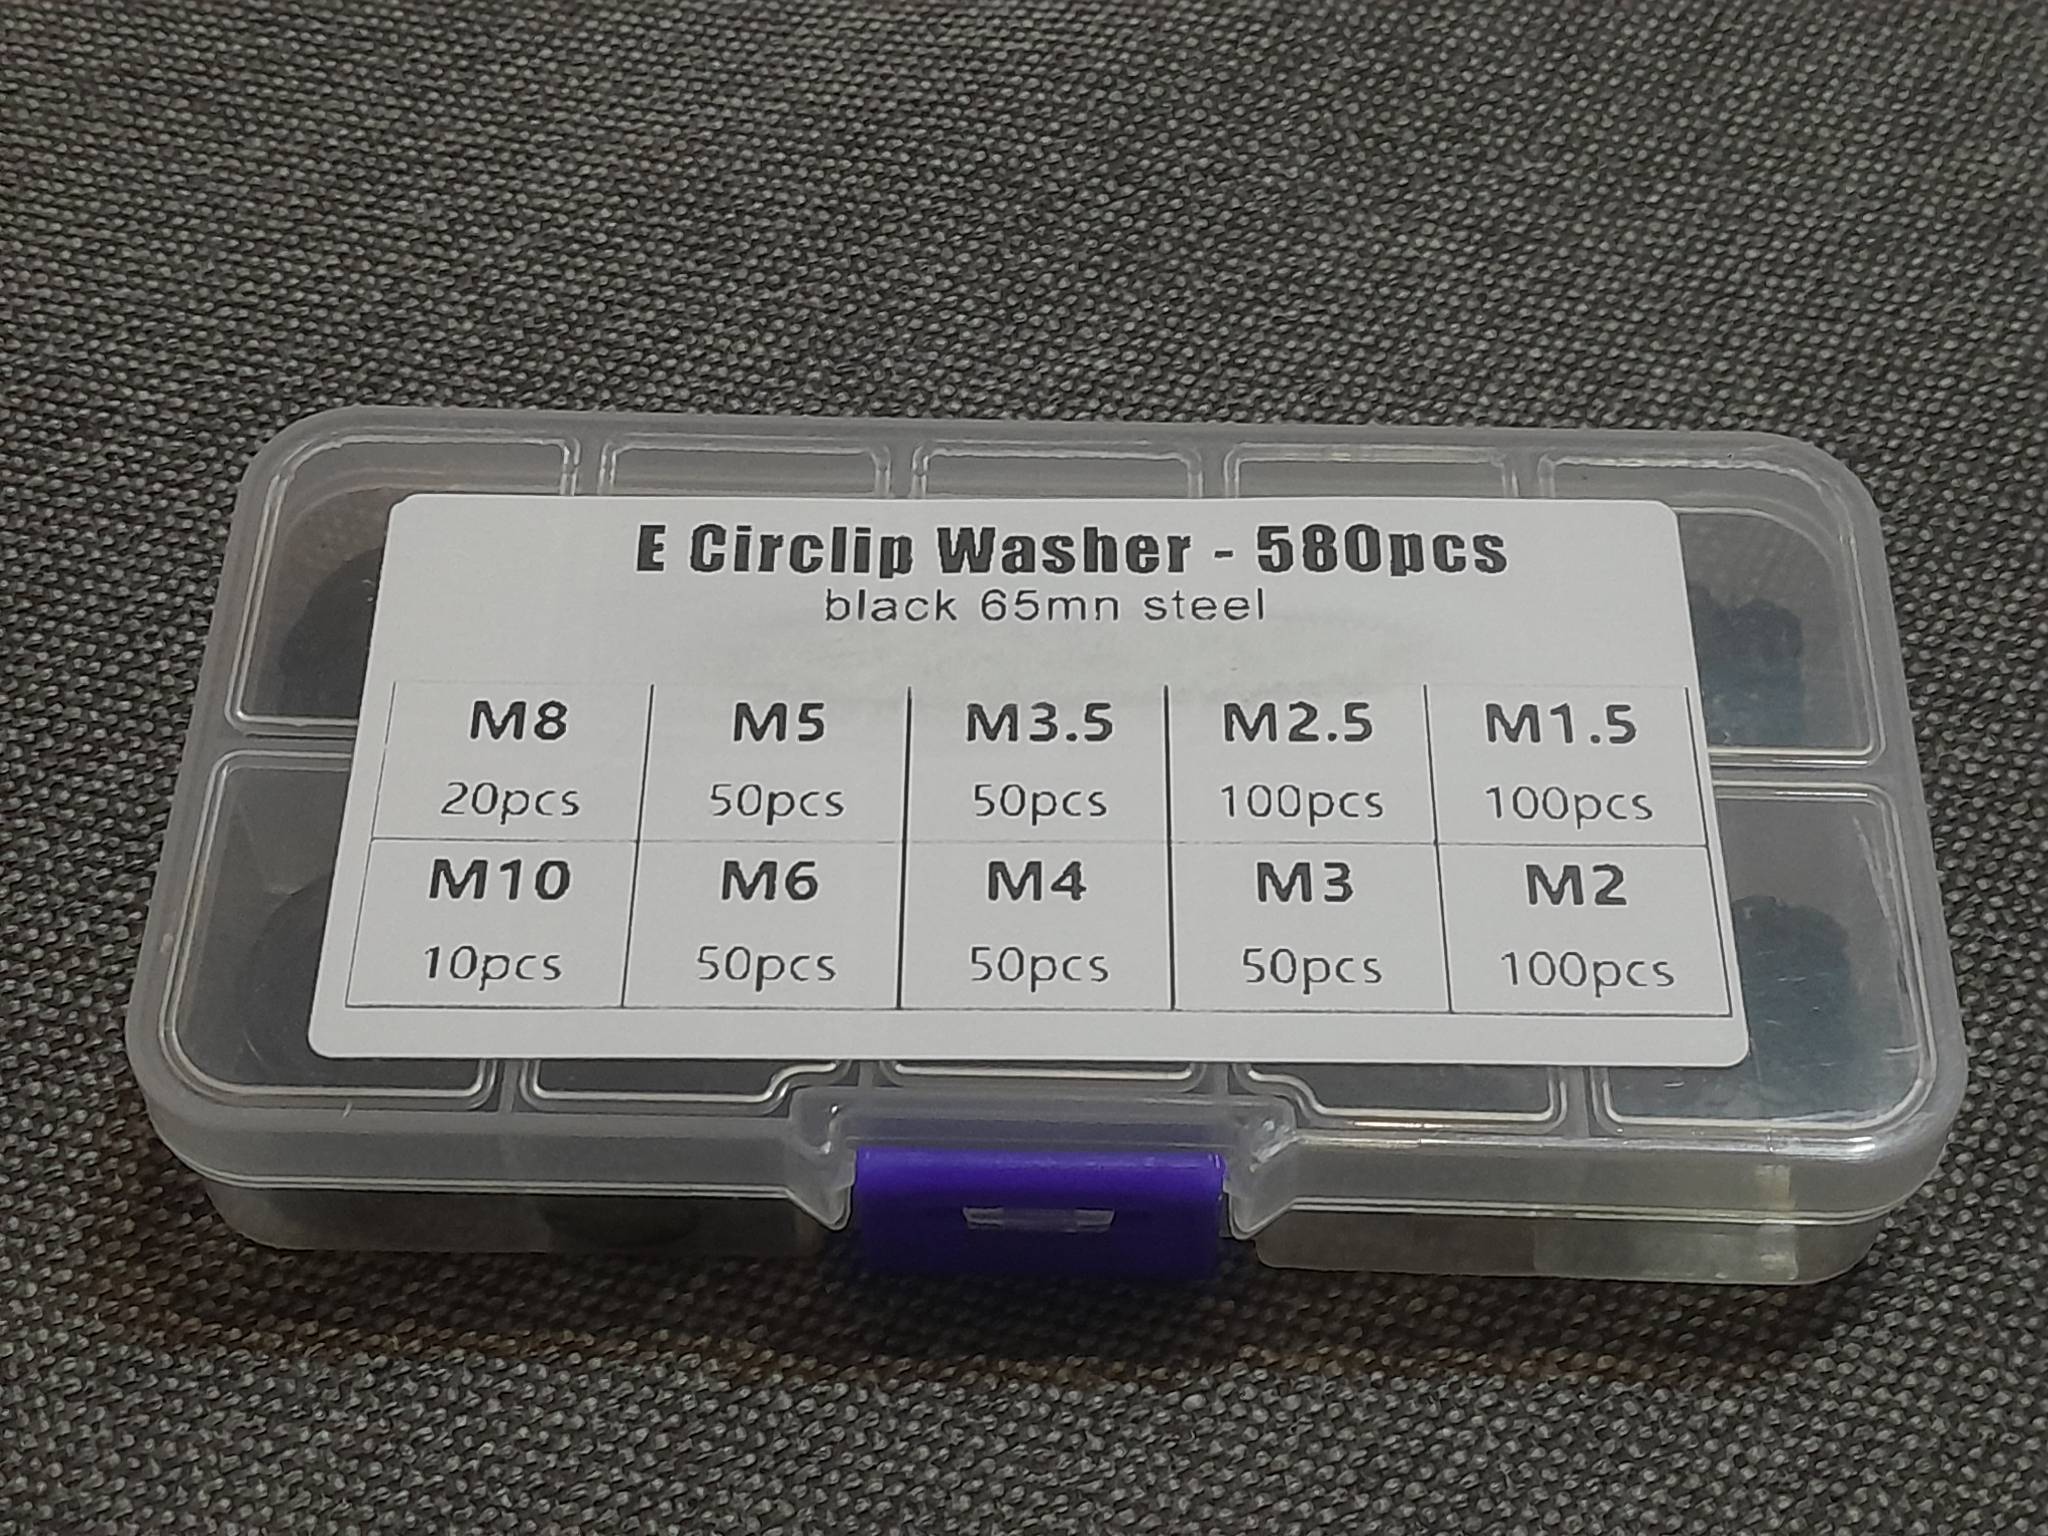 E Circlip Washer - 580pcs
black 65mn steel
M8 M5 M3.5 M2.5 M1.5
20pcs 50pcs 50pcs 100pcs 100pcs
M10 M6 M4 M3 M2
10pcs 50pcs 50pcs 50pcs 100pcs